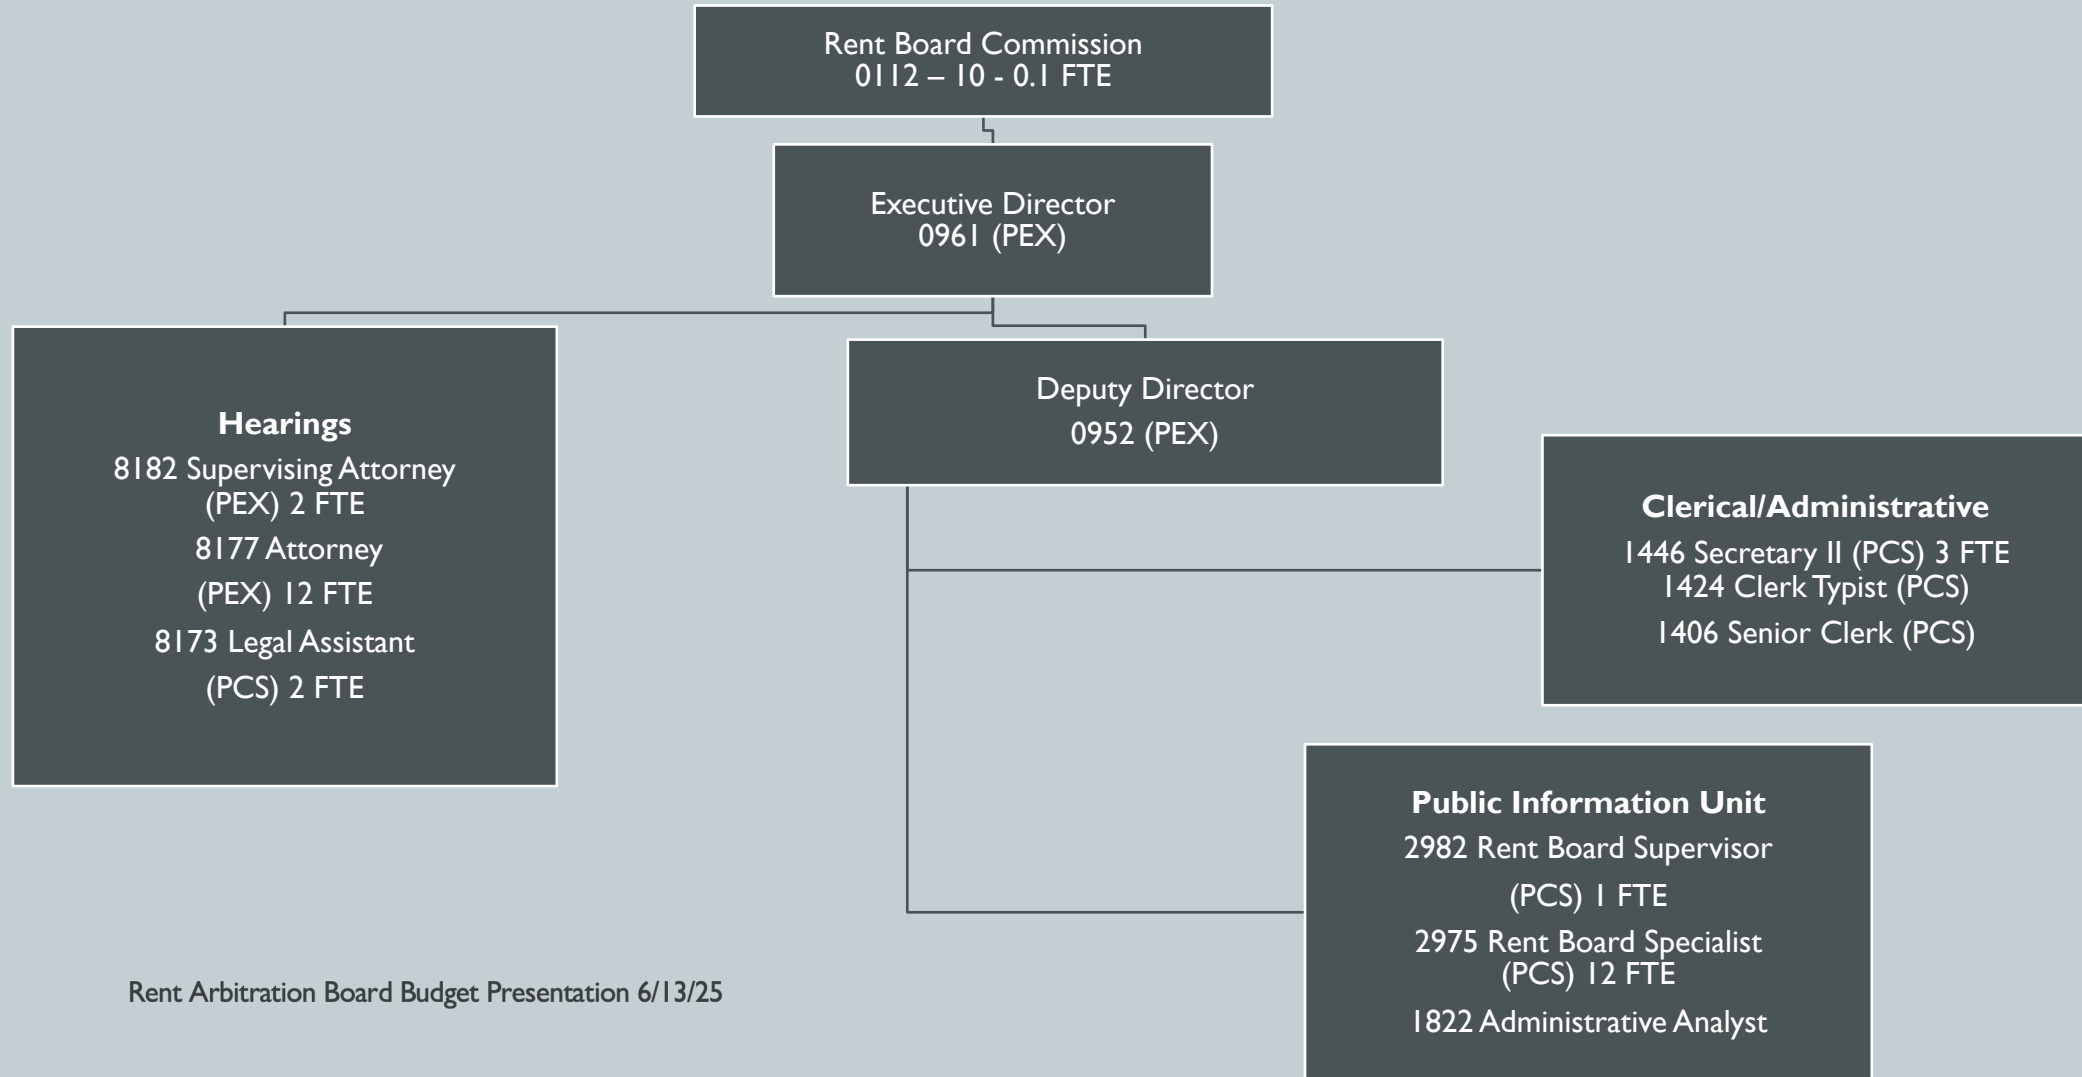 Rent Board Commission
0112 – 10 - 0.1 FTE
Executive Director
0961 (PEX)
Hearings
8182 Supervising Attorney
(PEX) 2 FTE
8177 Attorney
(PEX) 12 FTE
8173 Legal Assistant
(PCS) 2 FTE
Deputy Director
0952 (PEX)
Clerical/Administrative
1446 Secretary II (PCS) 3 FTE
1424 Clerk Typist (PCS)
1406 Senior Clerk (PCS)
Public Information Unit
2982 Rent Board Supervisor
(PCS) 1 FTE
2975 Rent Board Specialist
(PCS) 12 FTE
1822 Administrative Analyst
Rent Arbitration Board Budget Presentation 6/13/25